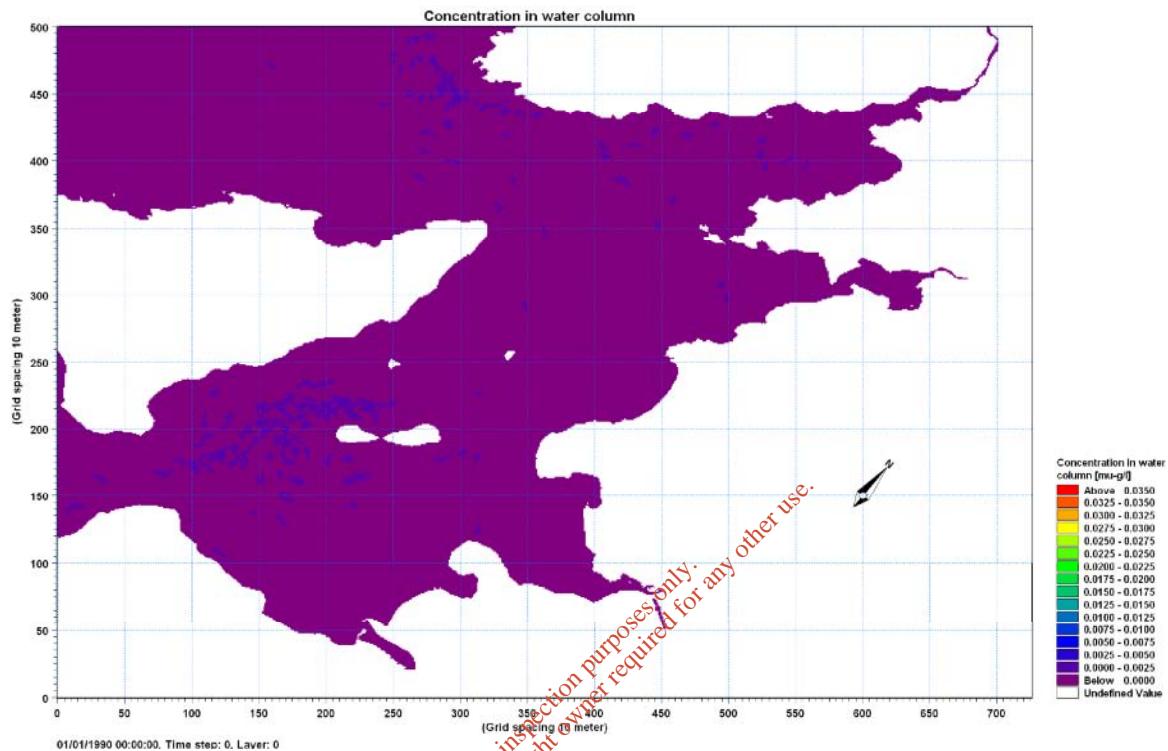 Concentration in water column
500
450
400
350
300
250
200
150
100
50
0
(Grid spacing 10 meter)
0 50 100 150 200 250 300 350 400 450 500 550 600 650 700
(Grid spacing 10 meter)
01/01/1990 00:00:00, Time step: 0, Layer: 0
N
Concentration in water
column [mu-g/l]
Above 0.0350
0.0325 - 0.0350
0.0300 - 0.0325
0.0275 - 0.0300
0.0250 - 0.0275
0.0225 - 0.0250
0.0200 - 0.0225
0.0175 - 0.0200
0.0150 - 0.0175
0.0125 - 0.0150
0.0100 - 0.0125
0.0075 - 0.0100
0.0050 - 0.0075
0.0025 - 0.0050
0.0000 - 0.0025
Below 0.0000
Undefined Value
inspection purposes only.
owner required for any other use.